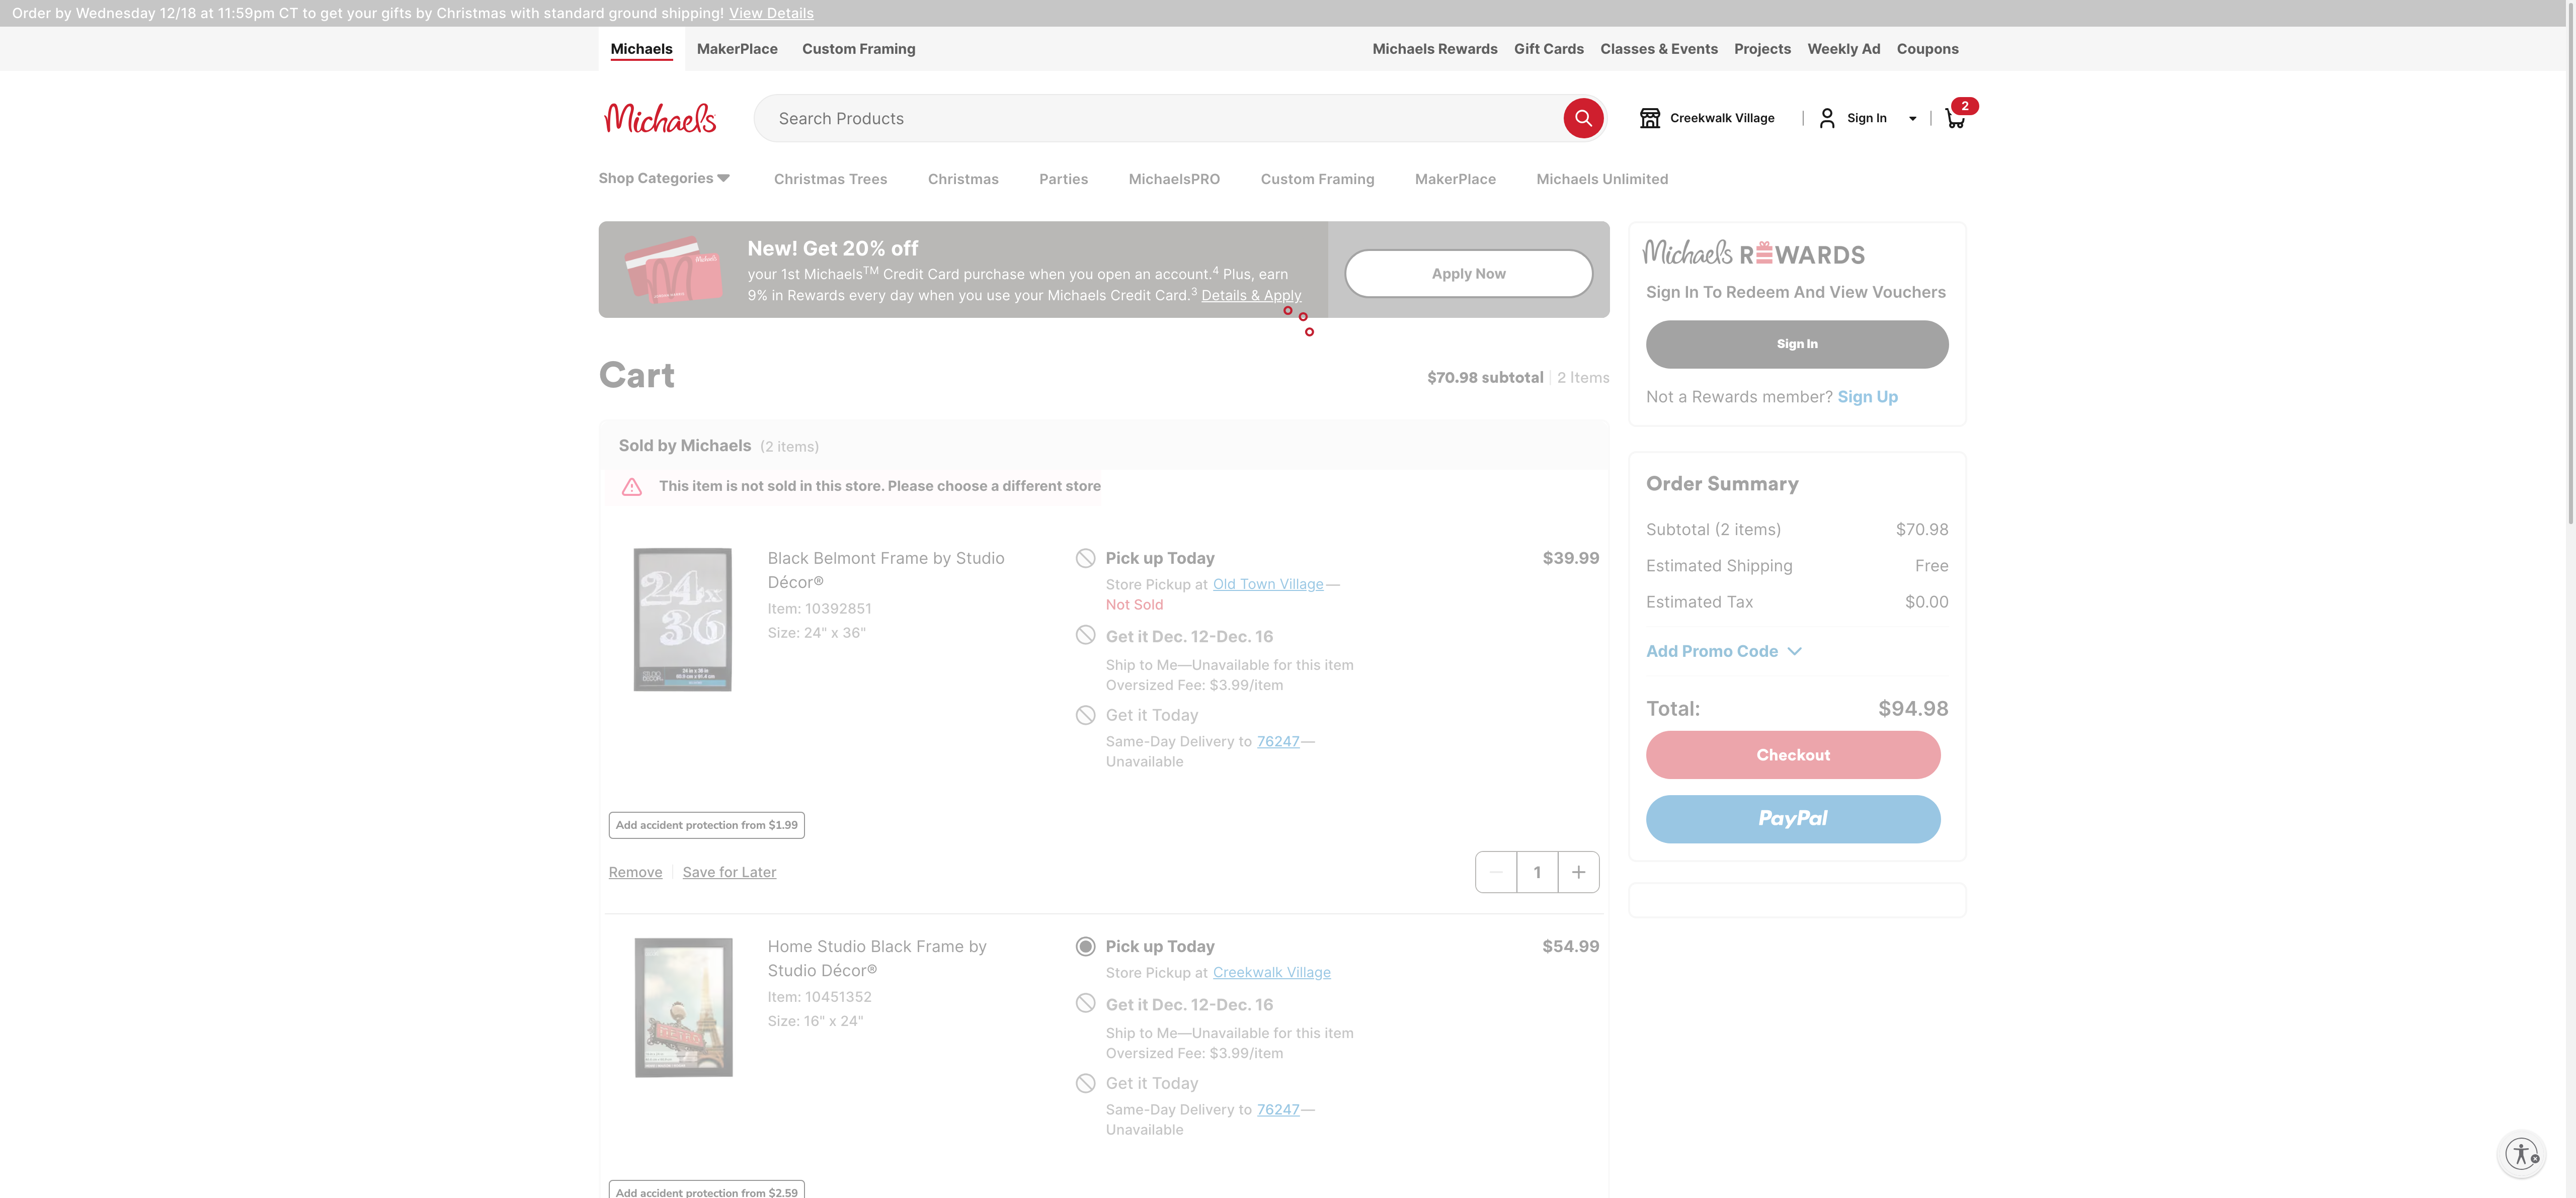 Order by Wednesday 12/18 at 11:59pm CT to get your gifts by Christmas with standard ground shipping! View Details
Michaels MakerPlace Custom Framing
Michaels Rewards Gift Cards Classes & Events Projects Weekly Ad Coupons
Michaels
Search Products
Creekwalk Village
Sign In
2
Shop Categories Christmas Trees Christmas Parties MichaelsPRO Custom Framing MakerPlace Michaels Unlimited
Michaels
New! Get 20% off
your 1st Michaels™ Credit Card purchase when you open an account.4 Plus, earn
9% in Rewards every day when you use your Michaels Credit Card.3 Details & Apply
Apply Now
Cart
$70.98 subtotal | 2 Items
Sold by Michaels (2 items)
This item is not sold in this store. Please choose a different store
24 in x
36
Black Belmont Frame by Studio
Décor®
Item: 10392851
Size: 24" x 36"
Pick up Today
Store Pickup at Old Town Village—
Not Sold
Get it Dec. 12-Dec. 16
Ship to Me—Unavailable for this item
Oversized Fee: $3.99/item
Get it Today
Same-Day Delivery to 76247—
Unavailable
$39.99
Add accident protection from $1.99
Remove | Save for Later
1
Home Studio Black Frame by
Studio Décor®
Item: 10451352
Size: 16" x 24"
Pick up Today
Store Pickup at Creekwalk Village
Get it Dec. 12-Dec. 16
Ship to Me—Unavailable for this item
Oversized Fee: $3.99/item
Get it Today
Same-Day Delivery to 76247—
Unavailable
$54.99
Add accident protection from $2.59
Michaels REWARDS
Sign In To Redeem And View Vouchers
Sign In
Not a Rewards member? Sign Up
Order Summary
Subtotal (2 items) $70.98
Estimated Shipping Free
Estimated Tax $0.00
Add Promo Code
Total: $94.98
Checkout
PayPal